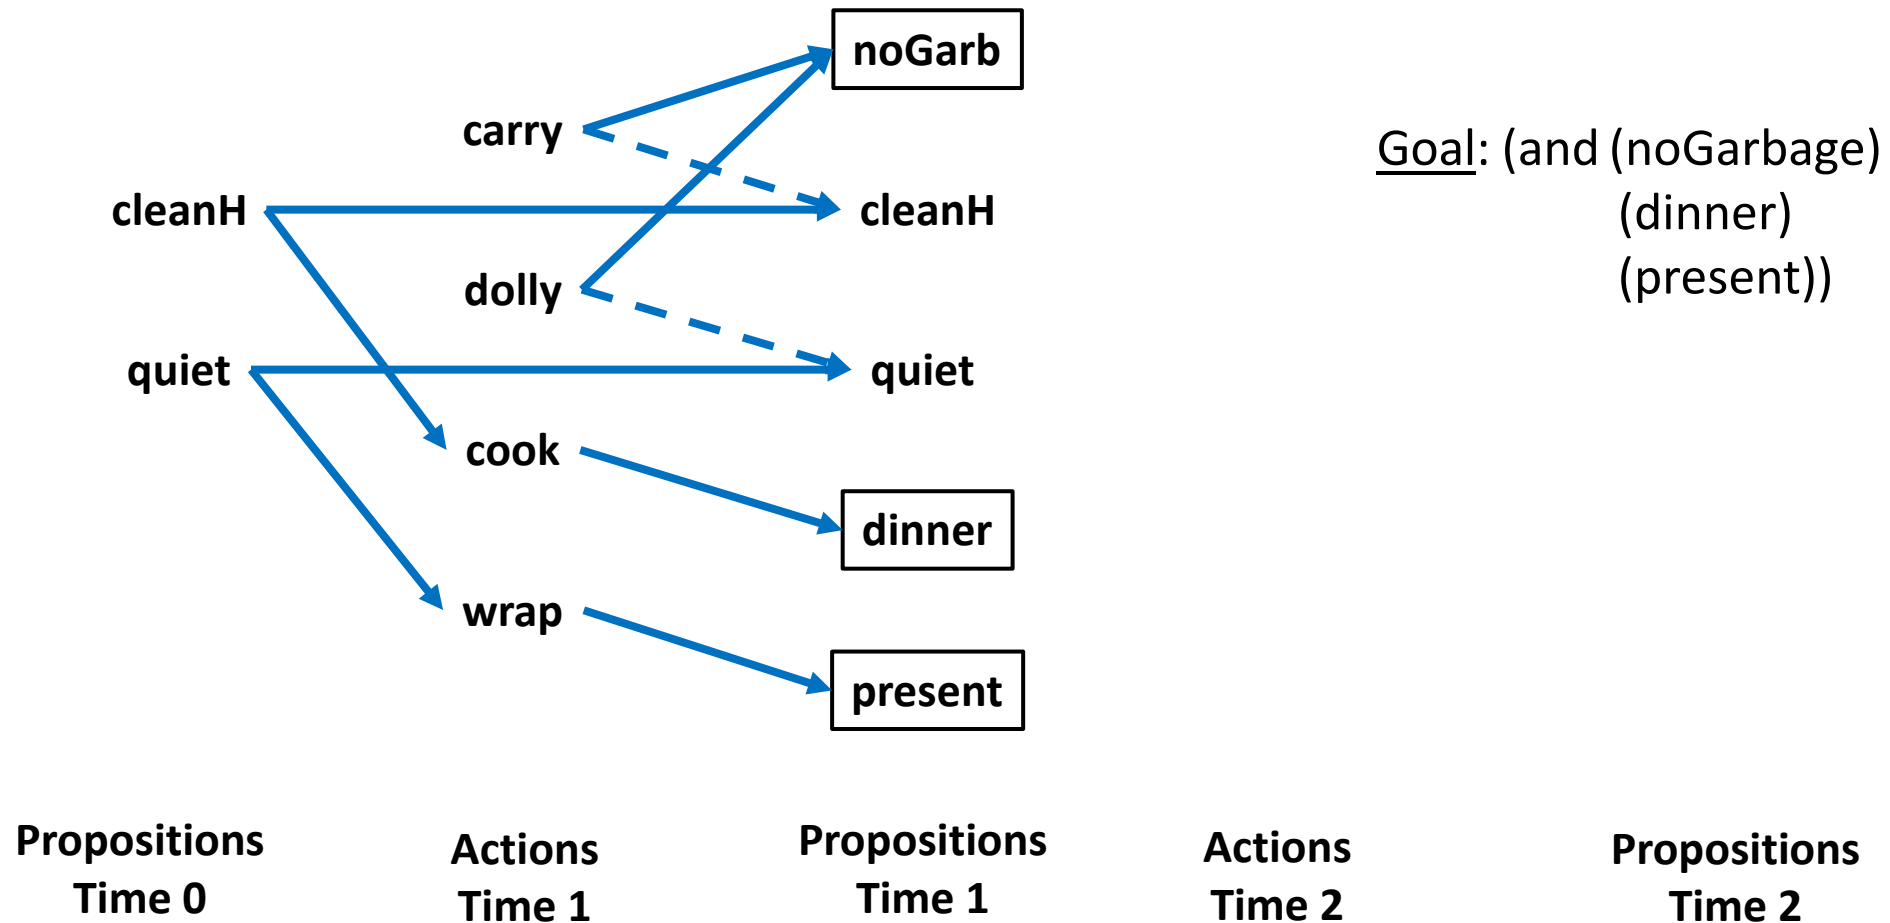 noGarb
carry
cleanH
cleanH
dolly
quiet
quiet
cook
dinner
wrap
present
Goal: (and (noGarbage)
(dinner)
(present))
Propositions
Time 0
Actions
Time 1
Propositions
Time 1
Actions
Time 2
Propositions
Time 2